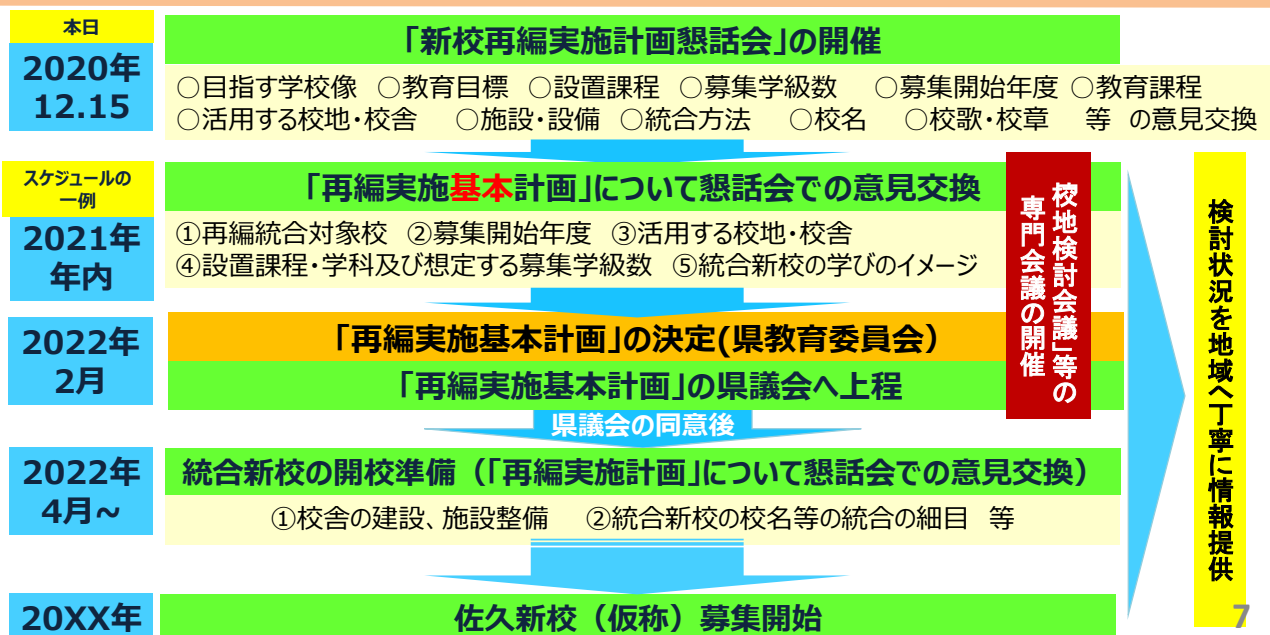 本日
2020年
12.15
「新校再編実施計画懇話会」の開催
○目指す学校像 ○教育目標 ○設置課程 ○募集学級数 ○募集開始年度 ○教育課程
○活用する校地・校舎 ○施設・設備 ○統合方法 ○校名 ○校歌・校章 等 の意見交換
スケジュールの
一例
2021年
年内
「再編実施基本計画」について懇話会での意見交換
①再編統合対象校 ②募集開始年度 ③活用する校地・校舎
④設置課程・学科及び想定する募集学級数 ⑤統合新校の学びのイメージ
2022年
2月
「再編実施基本計画」の決定(県教育委員会)
「再編実施基本計画」の県議会へ上程
県議会の同意後
2022年
4月~
統合新校の開校準備(「再編実施計画」について懇話会での意見交換)
①校舎の建設、施設整備 ②統合新校の校名等の統合の細目 等
20XX年
佐久新校(仮称)募集開始
「校地検討会議」等の
専門会議の開催
検討状況を地域へ丁寧に情報提供
7